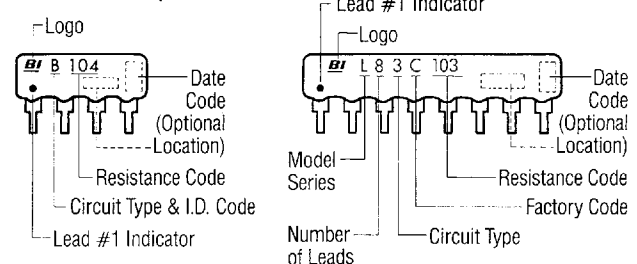 Logo
BI B 104
Date
Code
(Optional
Location)
Resistance Code
Circuit Type & I.D. Code
Lead #1 Indicator
Lead #1 Indicator
Logo
BI L 8 3 C 103
Date
Code
(Optional
Location)
Model
Series
Resistance Code
Factory Code
Number
of Leads
Circuit Type